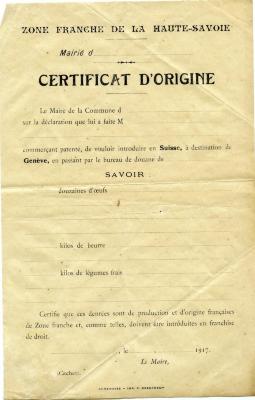 ZONE FRANCHE DE LA HAUTE-SAVOIE
Mairie d
CERTIFICAT D'ORIGINE
Le Maire de la Commune d
sur la déclaration que lui a faite M
commerçant patenté, de vouloir introduire en Suisse, à destination de
Genève, en passant par le bureau de douane de
SAVOIR :
douzaines d'œufs
kilos de beurre
kilos de légumes frais
Certifie que ces denrées sont de production et d'origine françaises
de Zone franche et, comme telles, doivent être introduites en franchise
de droit.
, le 1917.
Le Maire,
(Cachet)